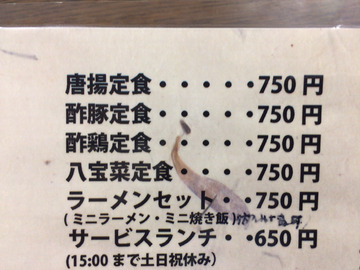 唐揚定食・・・・・750円
酢豚定食・・・・・750円
酢鶏定食・・・・・750円
八宝菜定食・・・・750円
ラーメンセット・・750円
(ミニラーメン・ミニ焼き飯)
サービスランチ・・650円
(15:00まで土日祝休み)